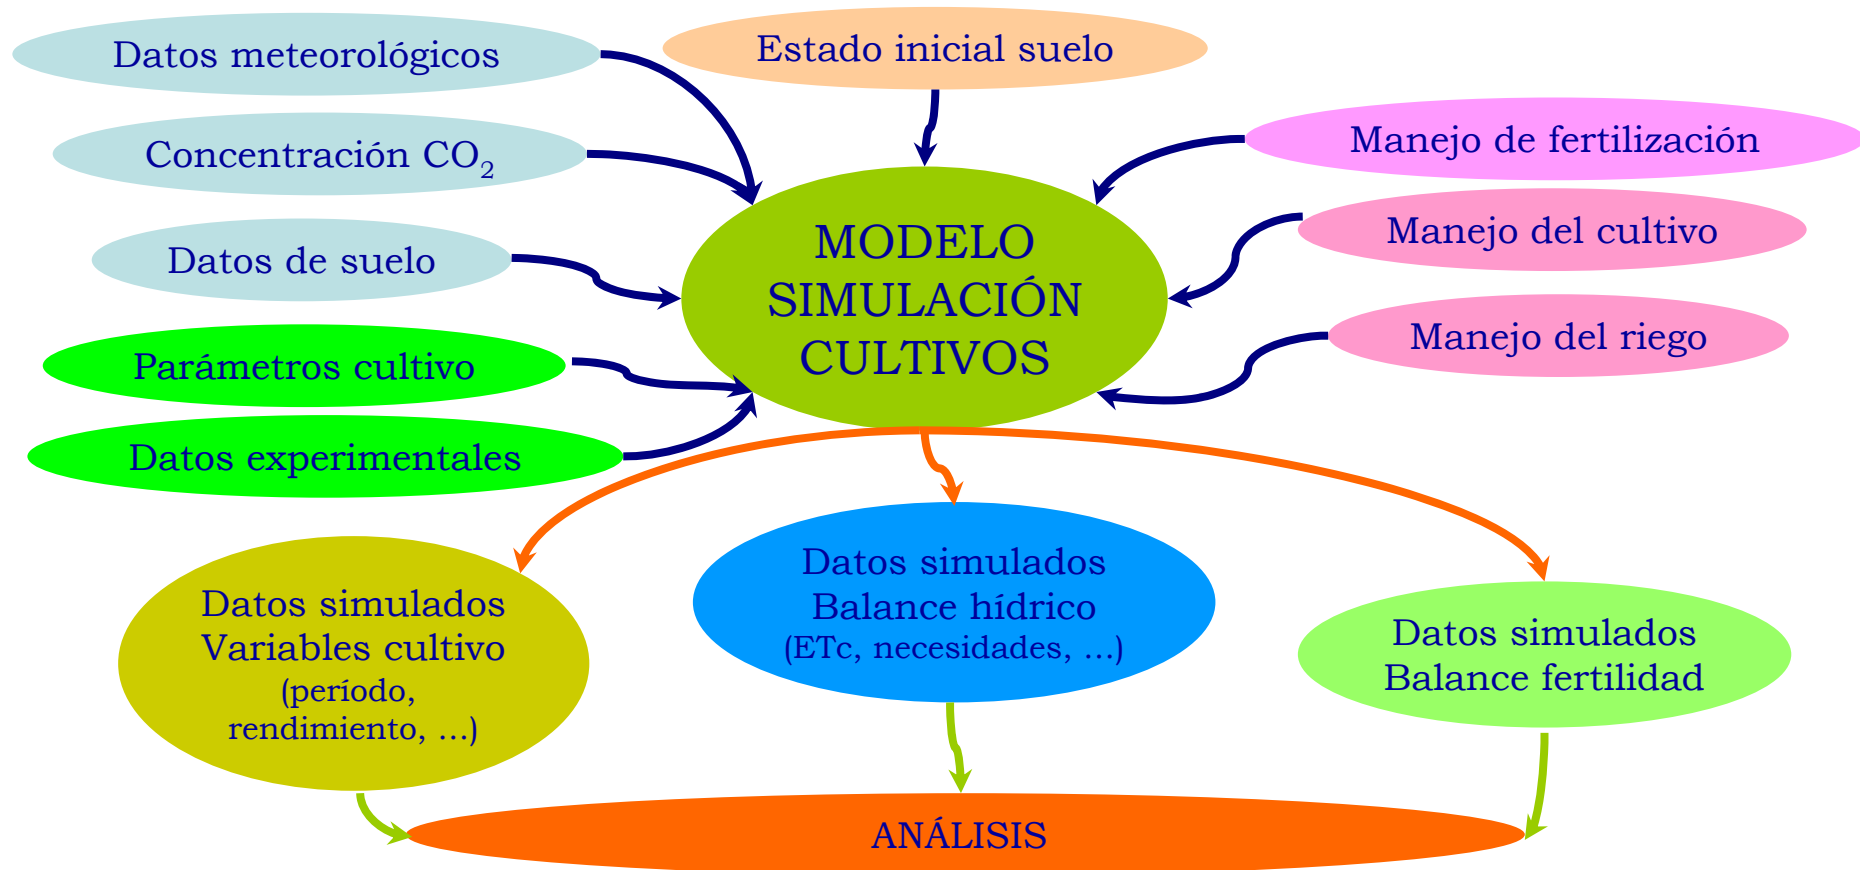 Datos meteorológicos
Estado inicial suelo
Concentración CO₂
Manejo de fertilización
Datos de suelo
Manejo del cultivo
MODELO
SIMULACIÓN
CULTIVOS
Parámetros cultivo
Manejo del riego
Datos experimentales
Datos simulados
Variables cultivo
(período,
rendimiento, ...)
Datos simulados
Balance hídrico
(ETc, necesidades, ...)
Datos simulados
Balance fertilidad
ANÁLISIS